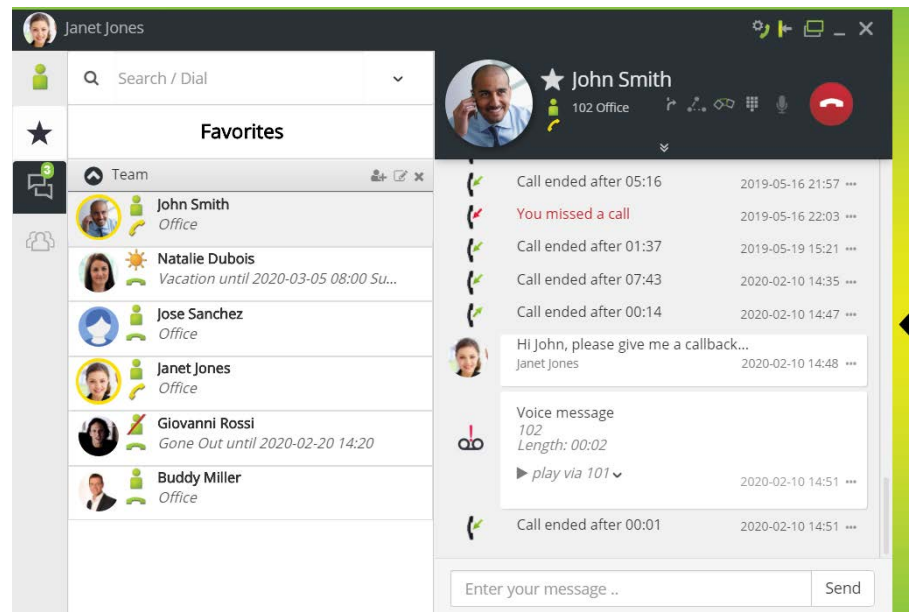 Janet Jones
Search / Dial
Favorites
Team
3
John Smith
Office
Natalie Dubois
Vacation until 2020-03-05 08:00 Su...
Jose Sanchez
Office
Janet Jones
Office
Giovanni Rossi
Gone Out until 2020-02-20 14:20
Buddy Miller
Office
John Smith
102 Office
Call ended after 05:16 2019-05-16 21:57
You missed a call 2019-05-16 22:03
Call ended after 01:37 2019-05-19 15:21
Call ended after 07:43 2020-02-10 14:35
Call ended after 00:14 2020-02-10 14:47
Hi John, please give me a callback...
Janet Jones 2020-02-10 14:48
Voice message
102
Length: 00:02
play via 101
2020-02-10 14:51
Call ended after 00:01 2020-02-10 14:51
Enter your message .. Send